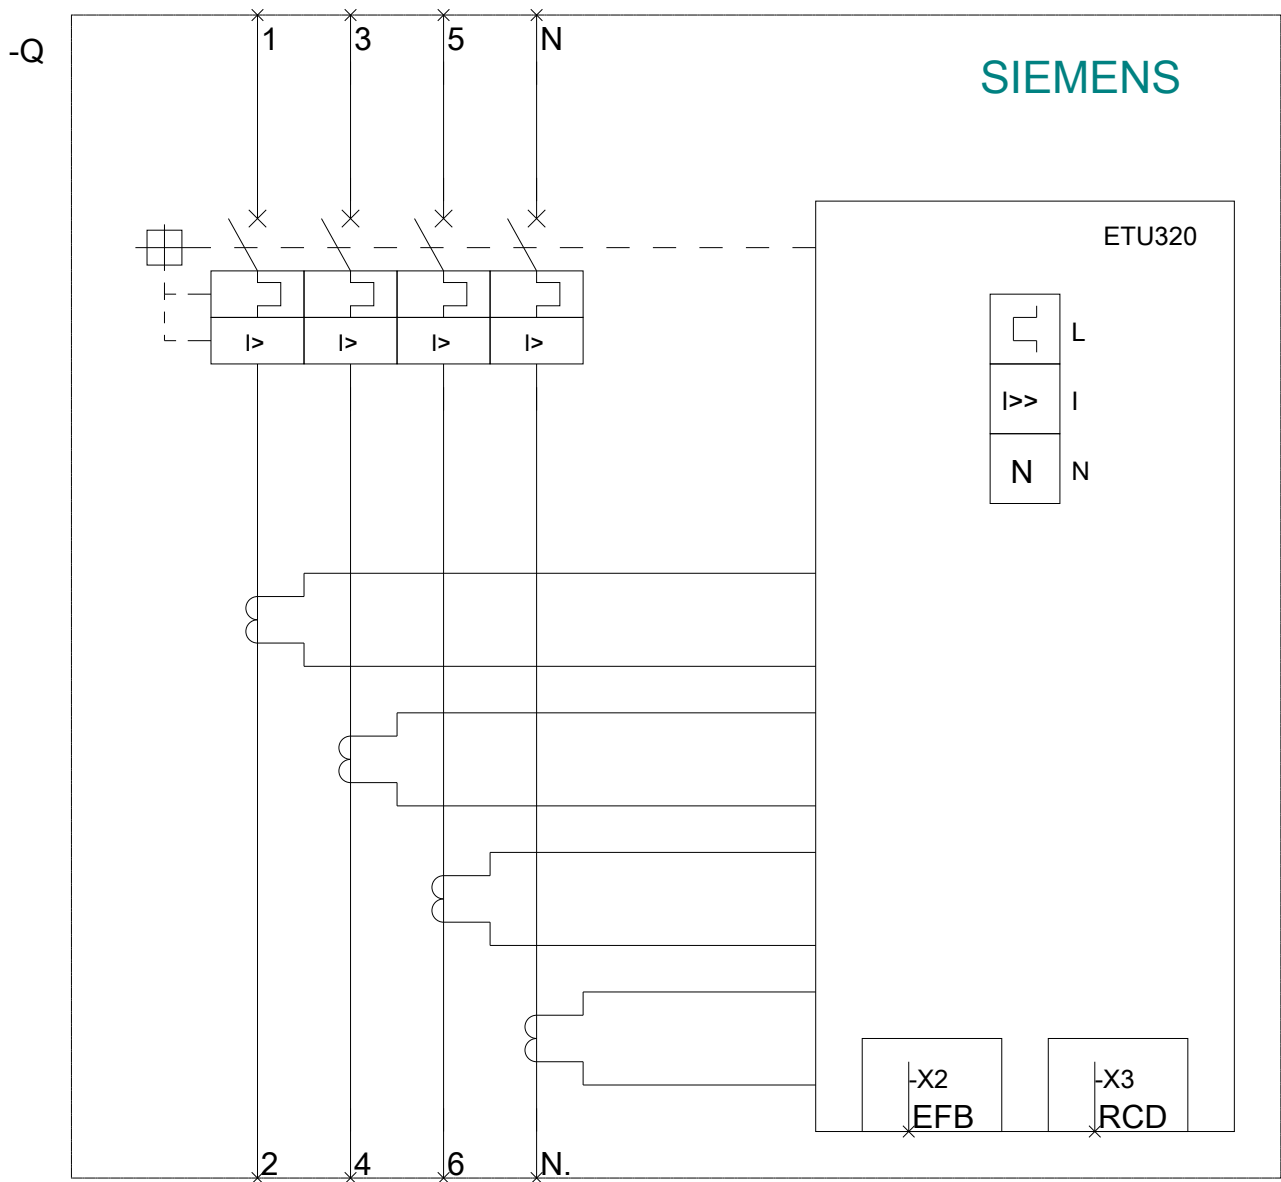 1 3 5 N
-Q
SIEMENS
ETU320
L
I> I> I> I>
I>> I
N N
-X2 -X3
EFB RCD
2 4 6 N.